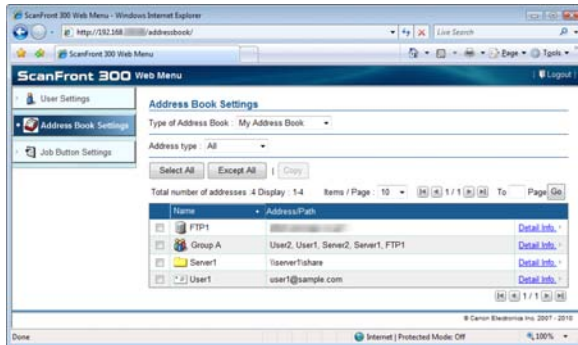 ScanFront 300 Web Menu - Windows Internet Explorer
http://192.168. /addressbook/
Live Search
ScanFront 300 Web Menu
Page
Tools
ScanFront 300 Web Menu
Logout
User Settings
Address Book Settings
Job Button Settings
Address Book Settings
Type of Address Book : My Address Book
Address type : All
Select All Except All | Copy
Total number of addresses :4 Display : 1-4 Items / Page : 10 1 / 1 To Page Go
Name Address/Path
FTP1 Detail Info.
Group A User2, User1, Server2, Server1, FTP1 Detail Info.
Server1 \\server1\share Detail Info.
User1 user1@sample.com Detail Info.
1 / 1
© Canon Electronics Inc. 2007 - 2010
Done Internet | Protected Mode: Off 100%